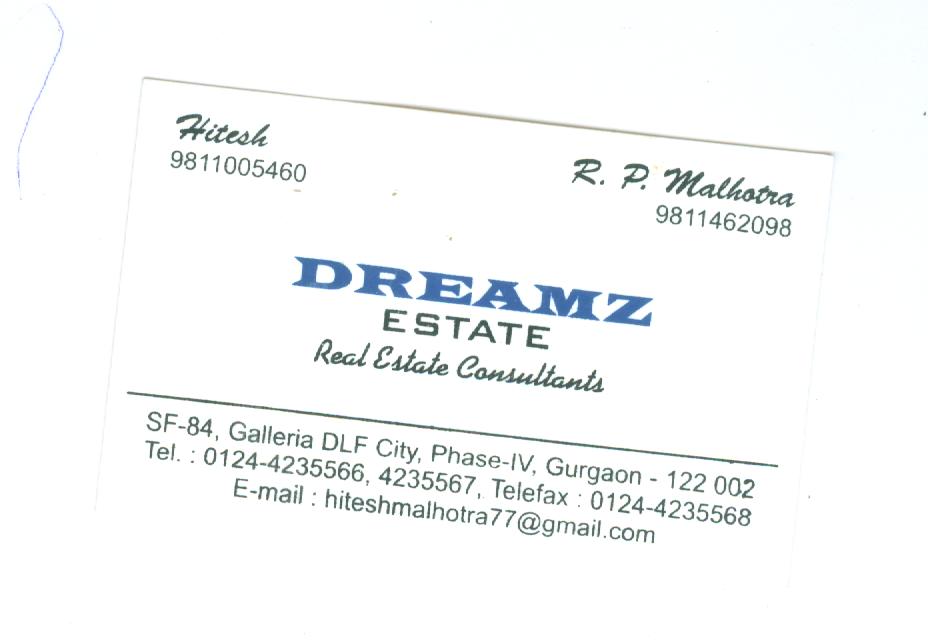 Hitesh
9811005460
R. P. Malhotra
9811462098
DREAMZ
ESTATE
Real Estate Consultants
SF-84, Galleria DLF City, Phase-IV, Gurgaon - 122 002
Tel. : 0124-4235566, 4235567, Telefax : 0124-4235568
E-mail : hiteshmalhotra77@gmail.com